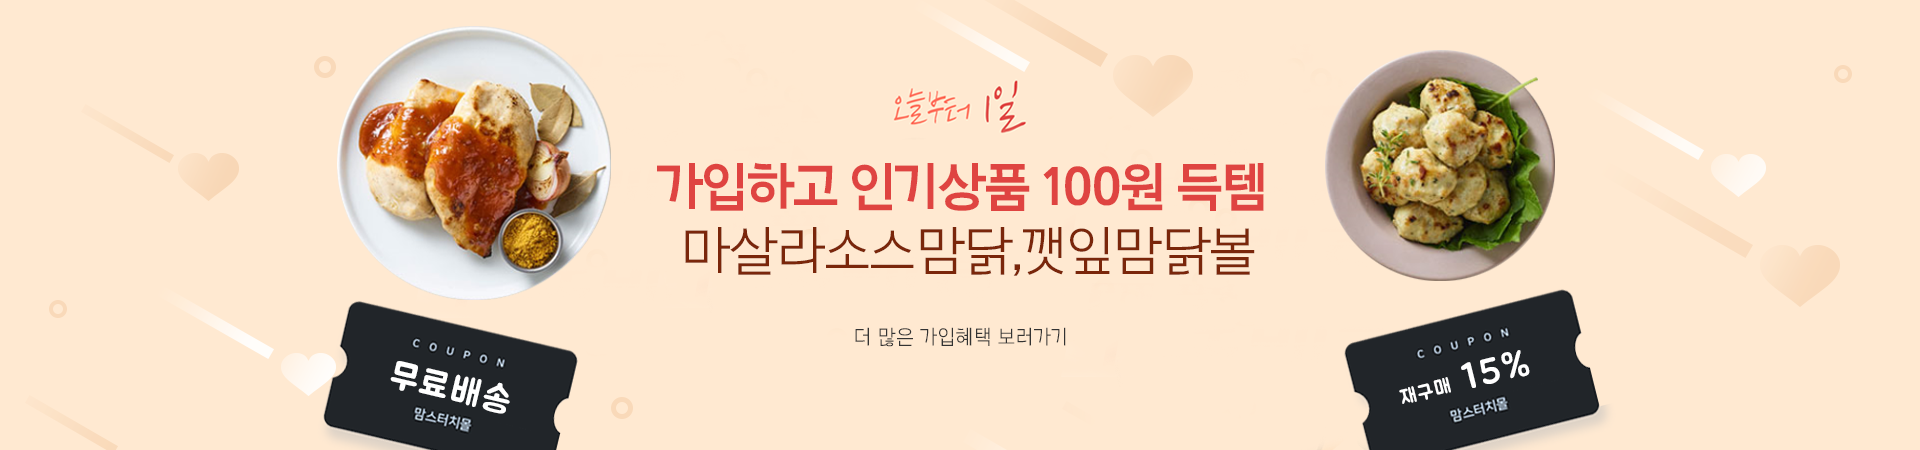 오늘부터 1일
가입하고 인기상품 100원 득템
마살라소스맘닭,깻잎맘닭볼
더 많은 가입혜택 보러가기
COUPON
무료배송
맘스터치몰
COUPON
재구매 15%
맘스터치몰